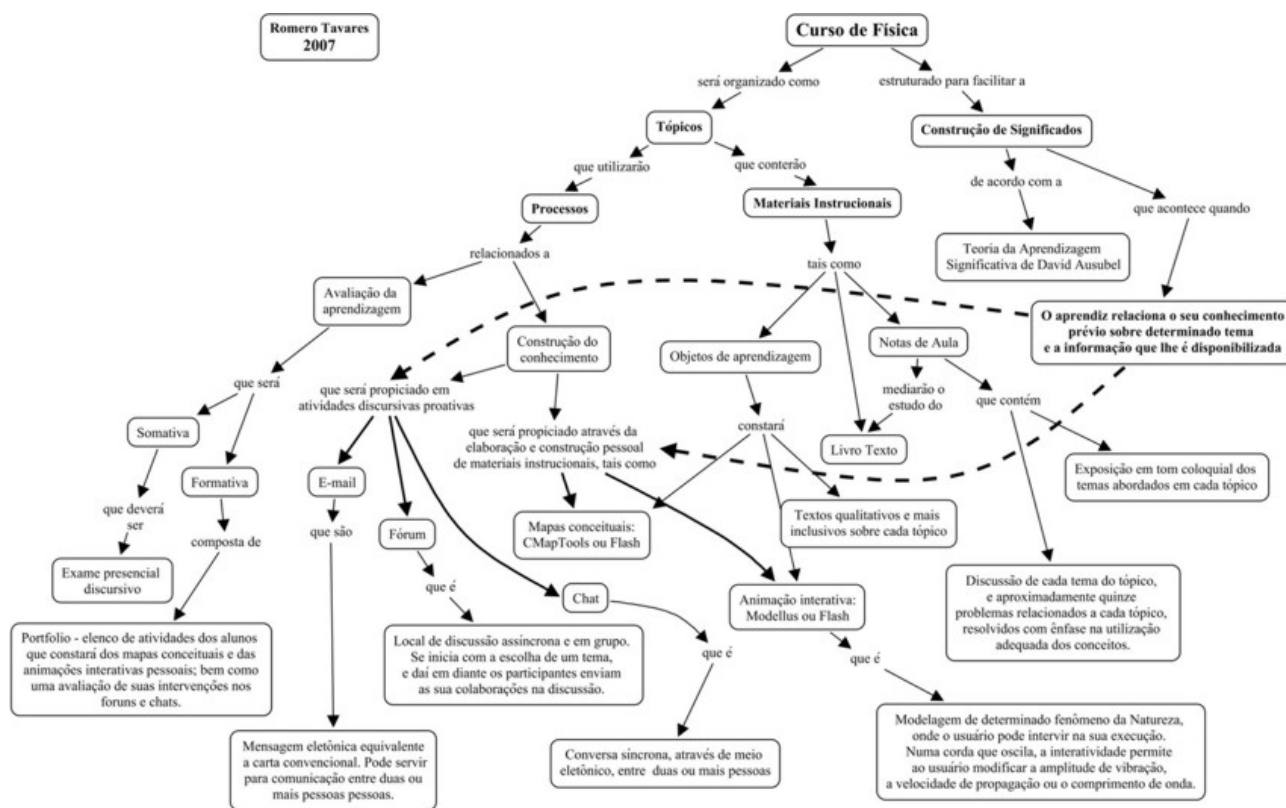 Romero Tavares
2007
Curso de Física
será organizado como
estruturado para facilitar a
Tópicos
Construção de Significados
que utilizarão
que conterão
de acordo com a
que acontece quando
Processos
Materiais Instrucionais
relacionados a
tais como
Teoria da Aprendizagem
Significativa de David Ausubel
Avaliação da
aprendizagem
O aprendiz relaciona o seu conhecimento
prévio sobre determinado tema
e a informação que lhe é disponibilizada
Construção do
conhecimento
Objetos de aprendizagem
Notas de Aula
que será
que será propiciado em
atividades discursivas proativas
mediarão o
estudo do
que contém
Somativa
que será propiciado através da
elaboração e construção pessoal
de materiais instrucionais, tais como
constará
Livro Texto
Formativa
E-mail
Exposição em tom coloquial dos
temas abordados em cada tópico
que deverá
ser
composta de
que são
Fórum
Mapas conceituais:
CMapTools ou Flash
Textos qualitativos e mais
inclusivos sobre cada tópico
Exame presencial
discursivo
que é
Chat
Animação interativa:
Modellus ou Flash
Discussão de cada tema do tópico,
e aproximadamente quinze
problemas relacionados a cada tópico,
resolvidos com ênfase na utilização
adequada dos conceitos.
Portfolio - elenco de atividades dos alunos
que constará dos mapas conceituais e das
animações interativas pessoais; bem como
uma avaliação de suas intervenções nos
foruns e chats.
Local de discussão assíncrona e em grupo.
Se inicia com a escolha de um tema,
e daí em diante os participantes enviam
as sua colaborações na discussão.
que é
que é
Mensagem eletônica equivalente
a carta convencional. Pode servir
para comunicação entre duas ou
mais pessoas pessoas.
Conversa síncrona, através de meio
eletônico, entre duas ou mais pessoas
Modelagem de determinado fenômeno da Natureza,
onde o usuário pode intervir na sua execução.
Numa corda que oscila, a interatividade permite
ao usuário modificar a amplitude de vibração,
a velocidade de propagação ou o comprimento de onda.